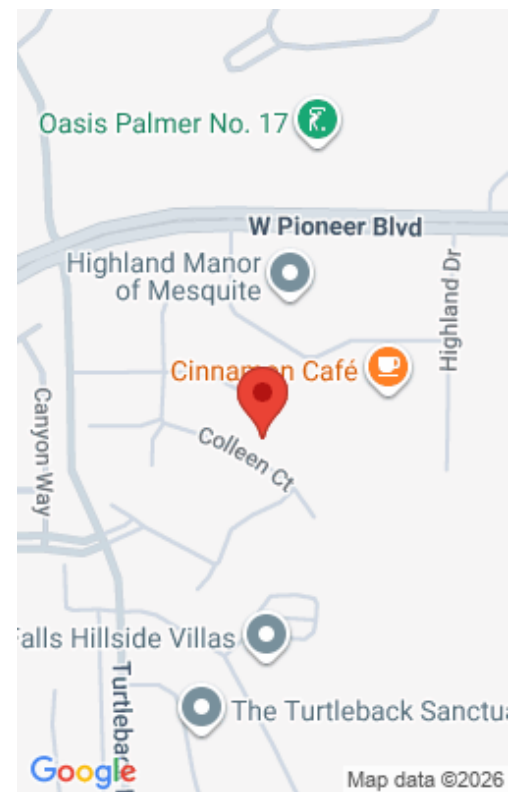 Oasis Palmer No. 17
W Pioneer Blvd
Highland Manor
of Mesquite
Highland Dr
Cinnamon Café
Canyon Way
Colleen Ct
Falls Hillside Villas
Turtleback
The Turtleback Sanctua
Google
Map data ©2026